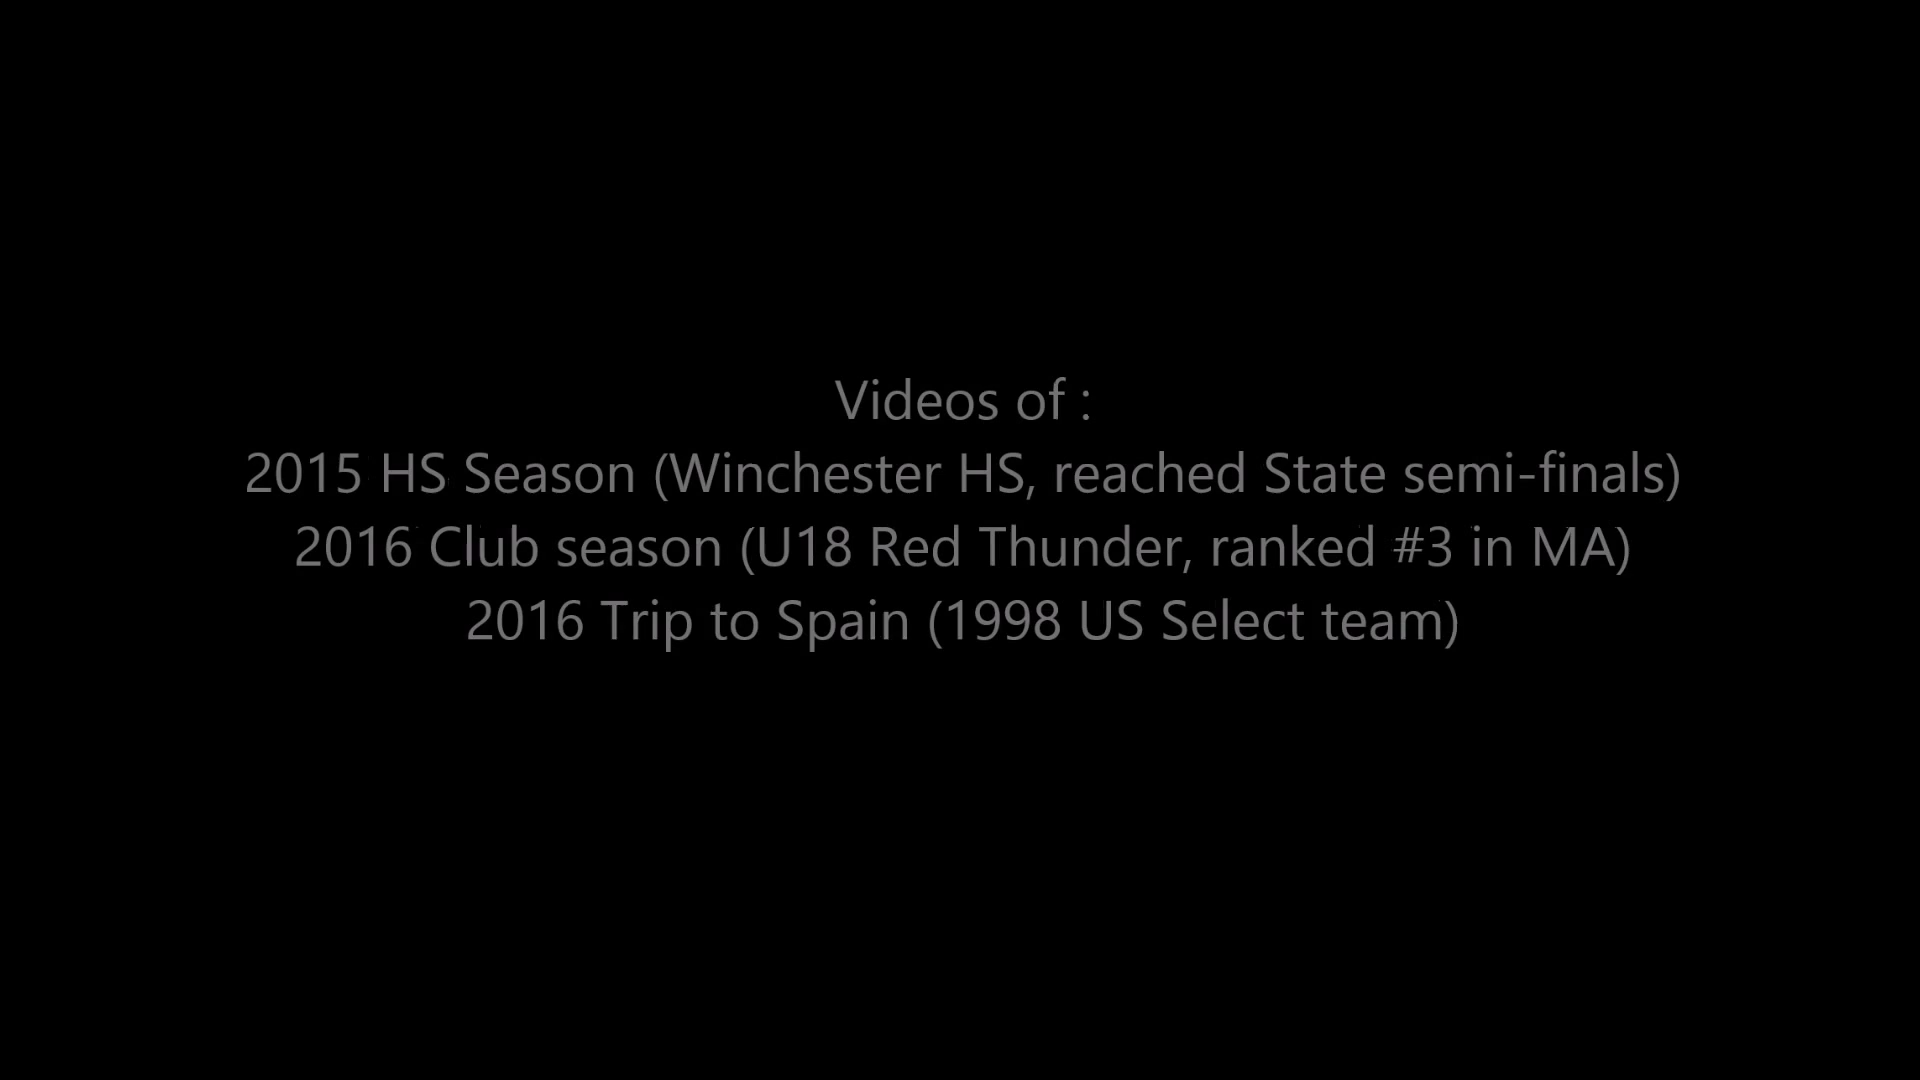 Videos of :
2015 HS Season (Winchester HS, reached State semi-finals)
2016 Club season (U18 Red Thunder, ranked #3 in MA)
2016 Trip to Spain (1998 US Select team)